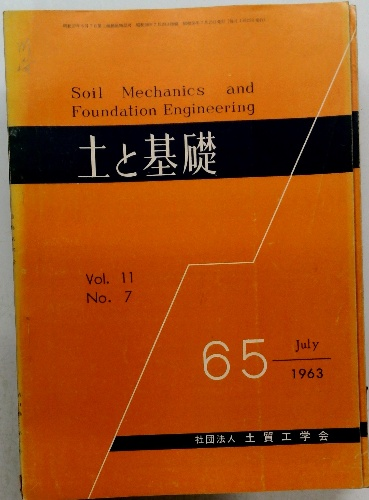 Soil Mechanics and
Foundation Engineering
土と基礎
Vol. 11
No. 7
65
July
1963
社団法人 土質工学会